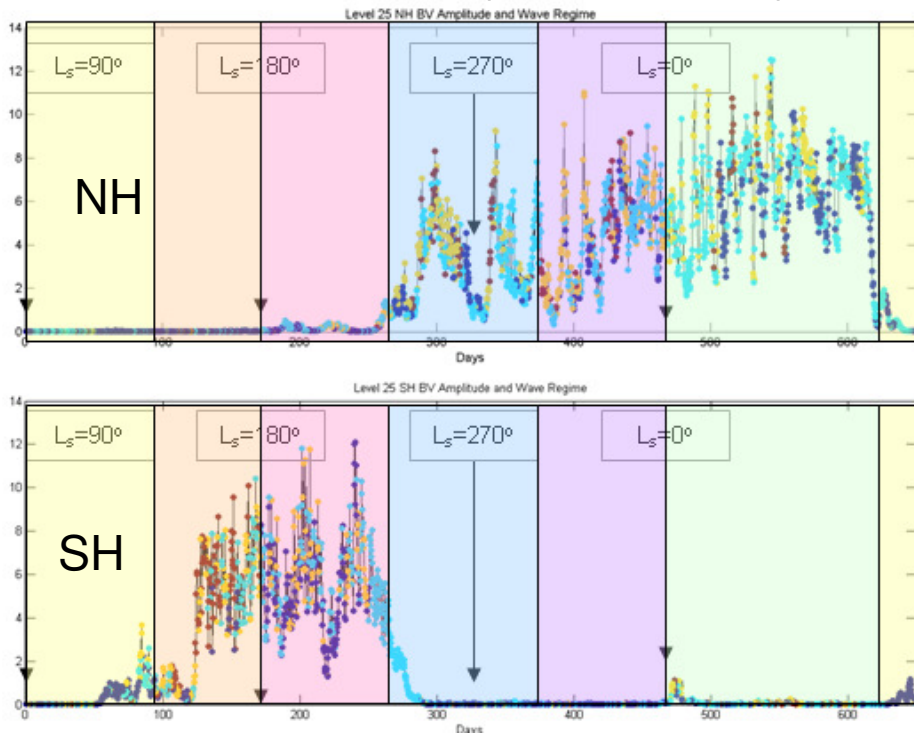 Level 25 NH BV Amplitude and Wave Regime
14
Ls=90° Ls=180° Ls=270° Ls=0°
12
10
NH
8
6
4
2
0
0 100 200 300 400 500 600
Days
Level 25 SH BV Amplitude and Wave Regime
14
Ls=90° Ls=180° Ls=270° Ls=0°
12
10
8
SH
6
4
2
0
0 100 200 300 400 500 600
Days